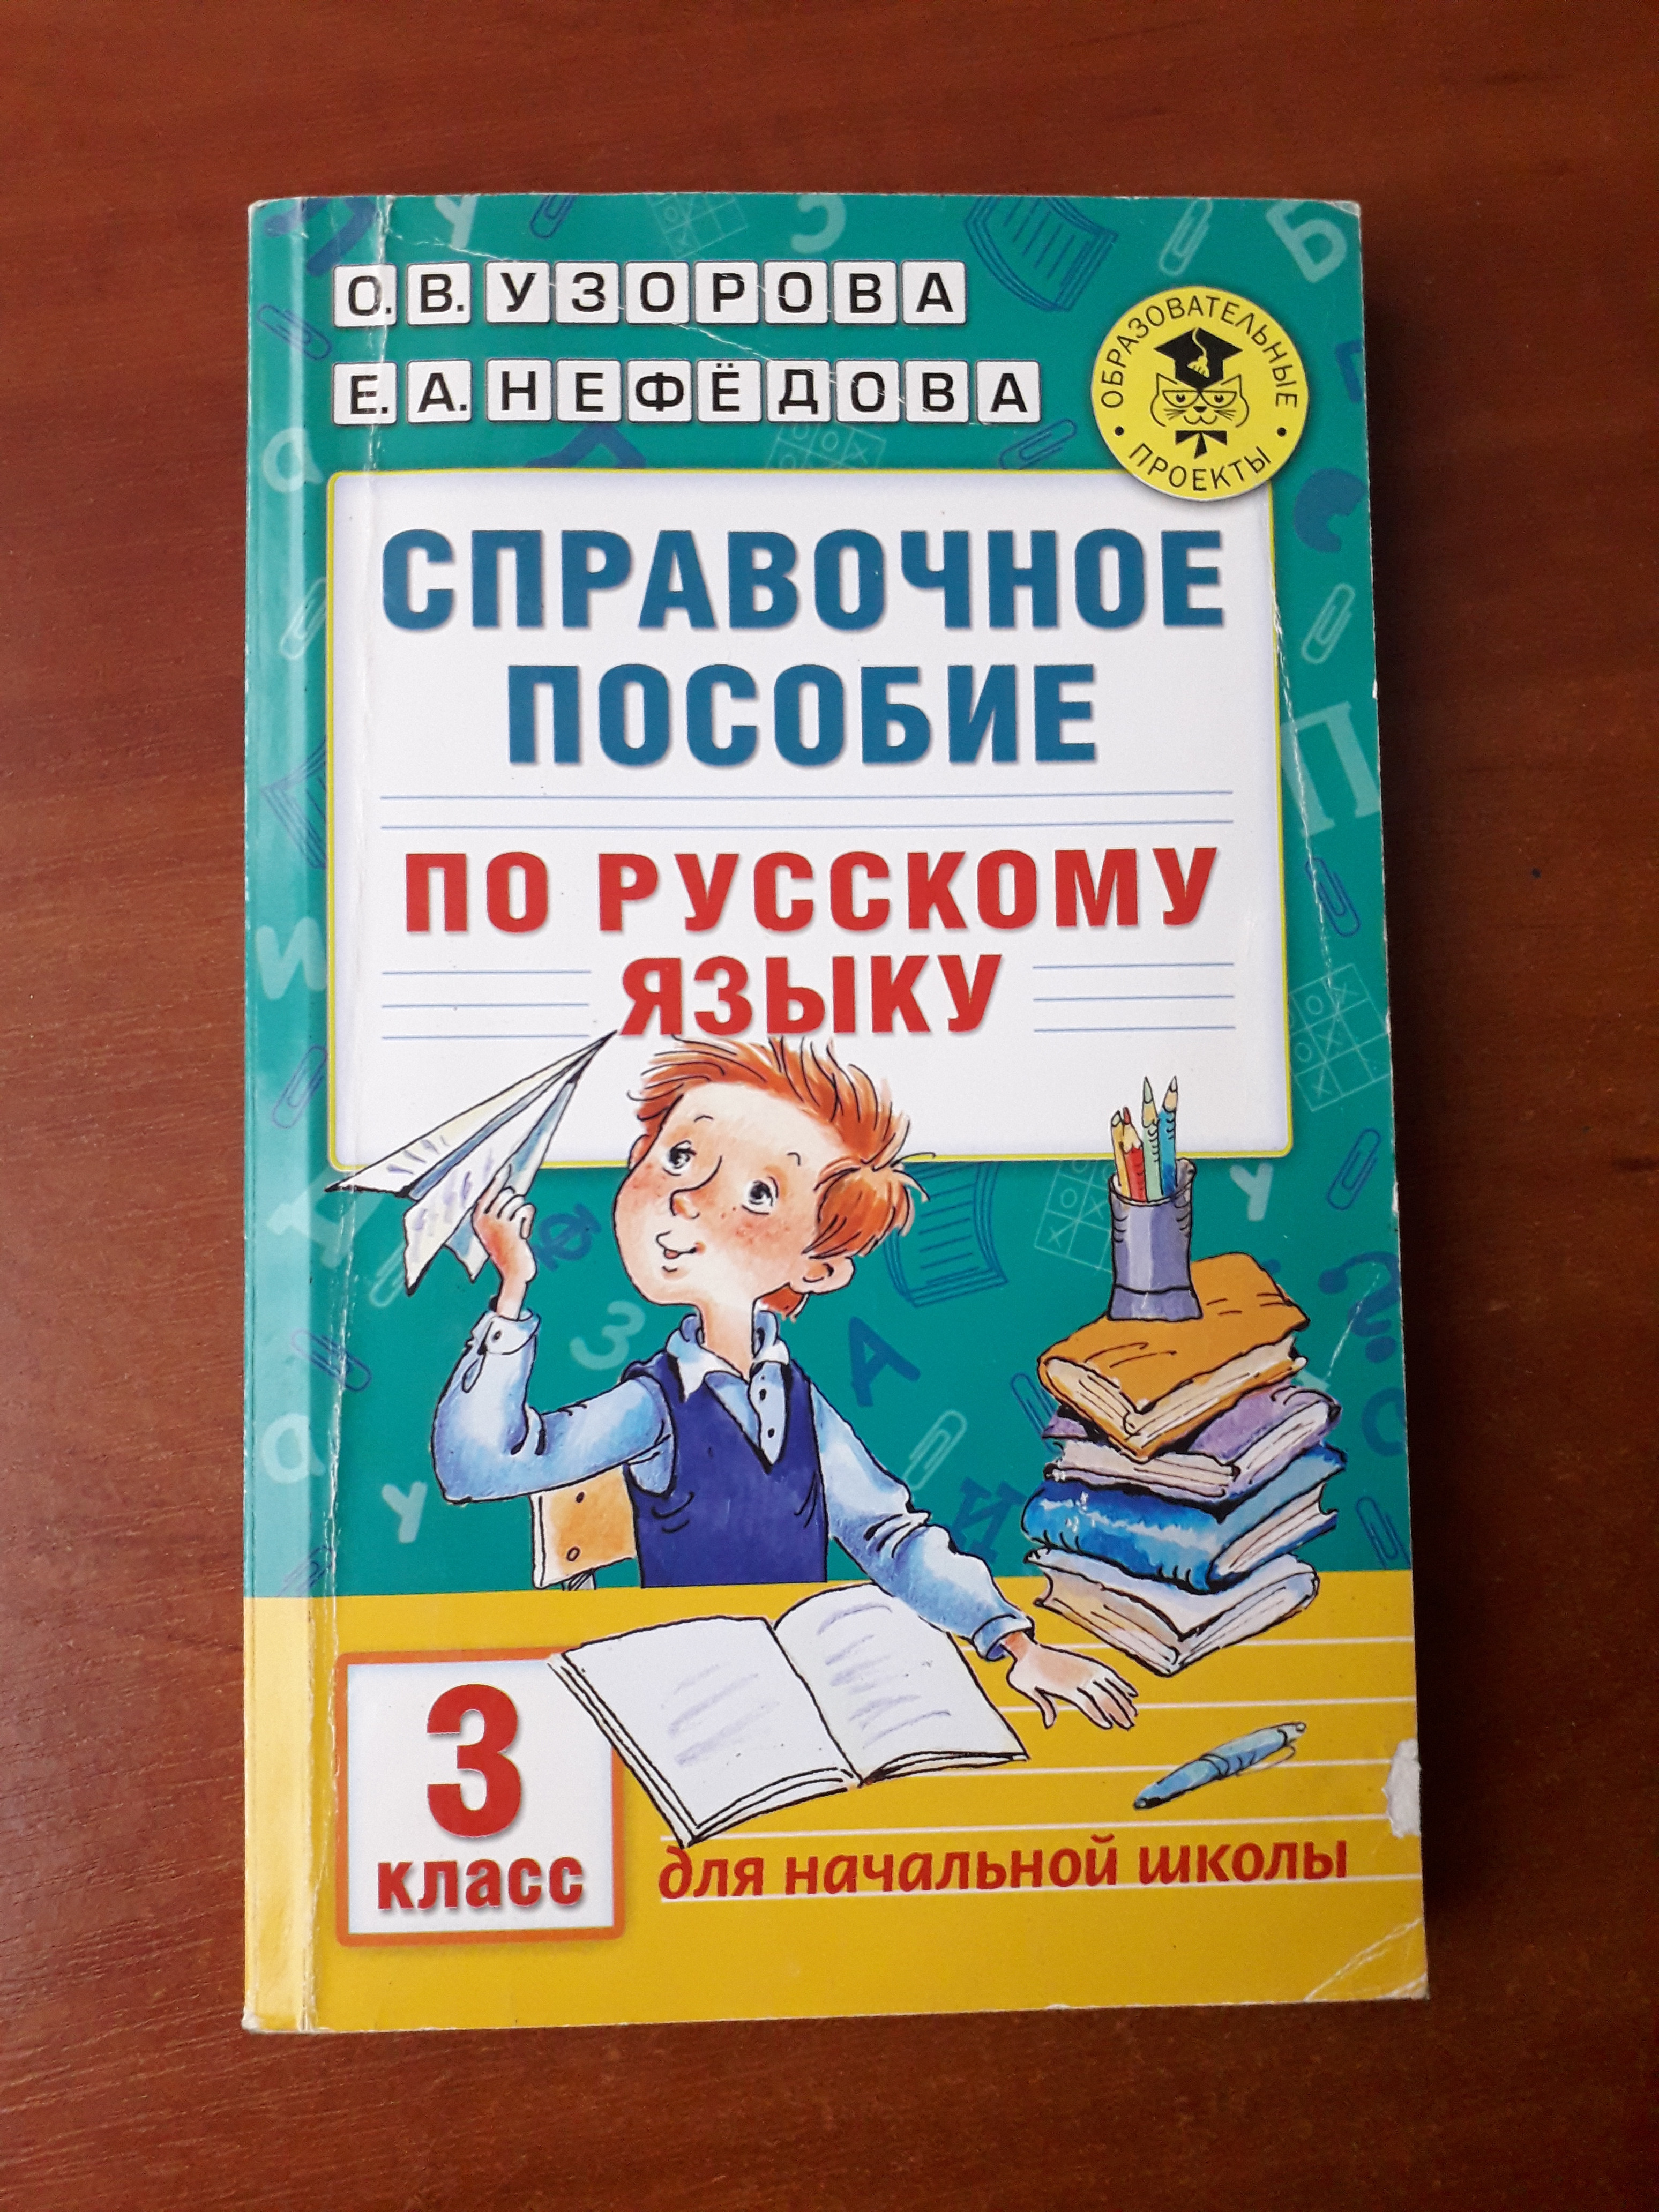 О. В. УЗОРОВА
Е. А. НЕФЁДОВА
ОБРАЗОВАТЕЛЬНЫЕ
• ПРОЕКТЫ •
СПРАВОЧНОЕ
ПОСОБИЕ
ПО РУССКОМУ
ЯЗЫКУ
3
класс
для начальной школы